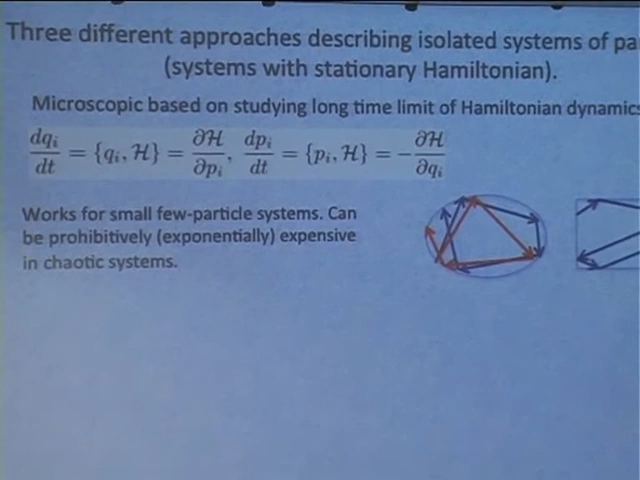 Three different approaches describing isolated systems of
(systems with stationary Hamiltonian).
Microscopic based on studying long time limit of Hamiltonian
dq_i/dt = {q_i, ℋ} = ∂ℋ/∂p_i, dp_i/dt = {p_i, ℋ} = −∂ℋ/∂q_i
Works for small few-particle systems. Can
be prohibitively (exponentially) expensive
in chaotic systems.